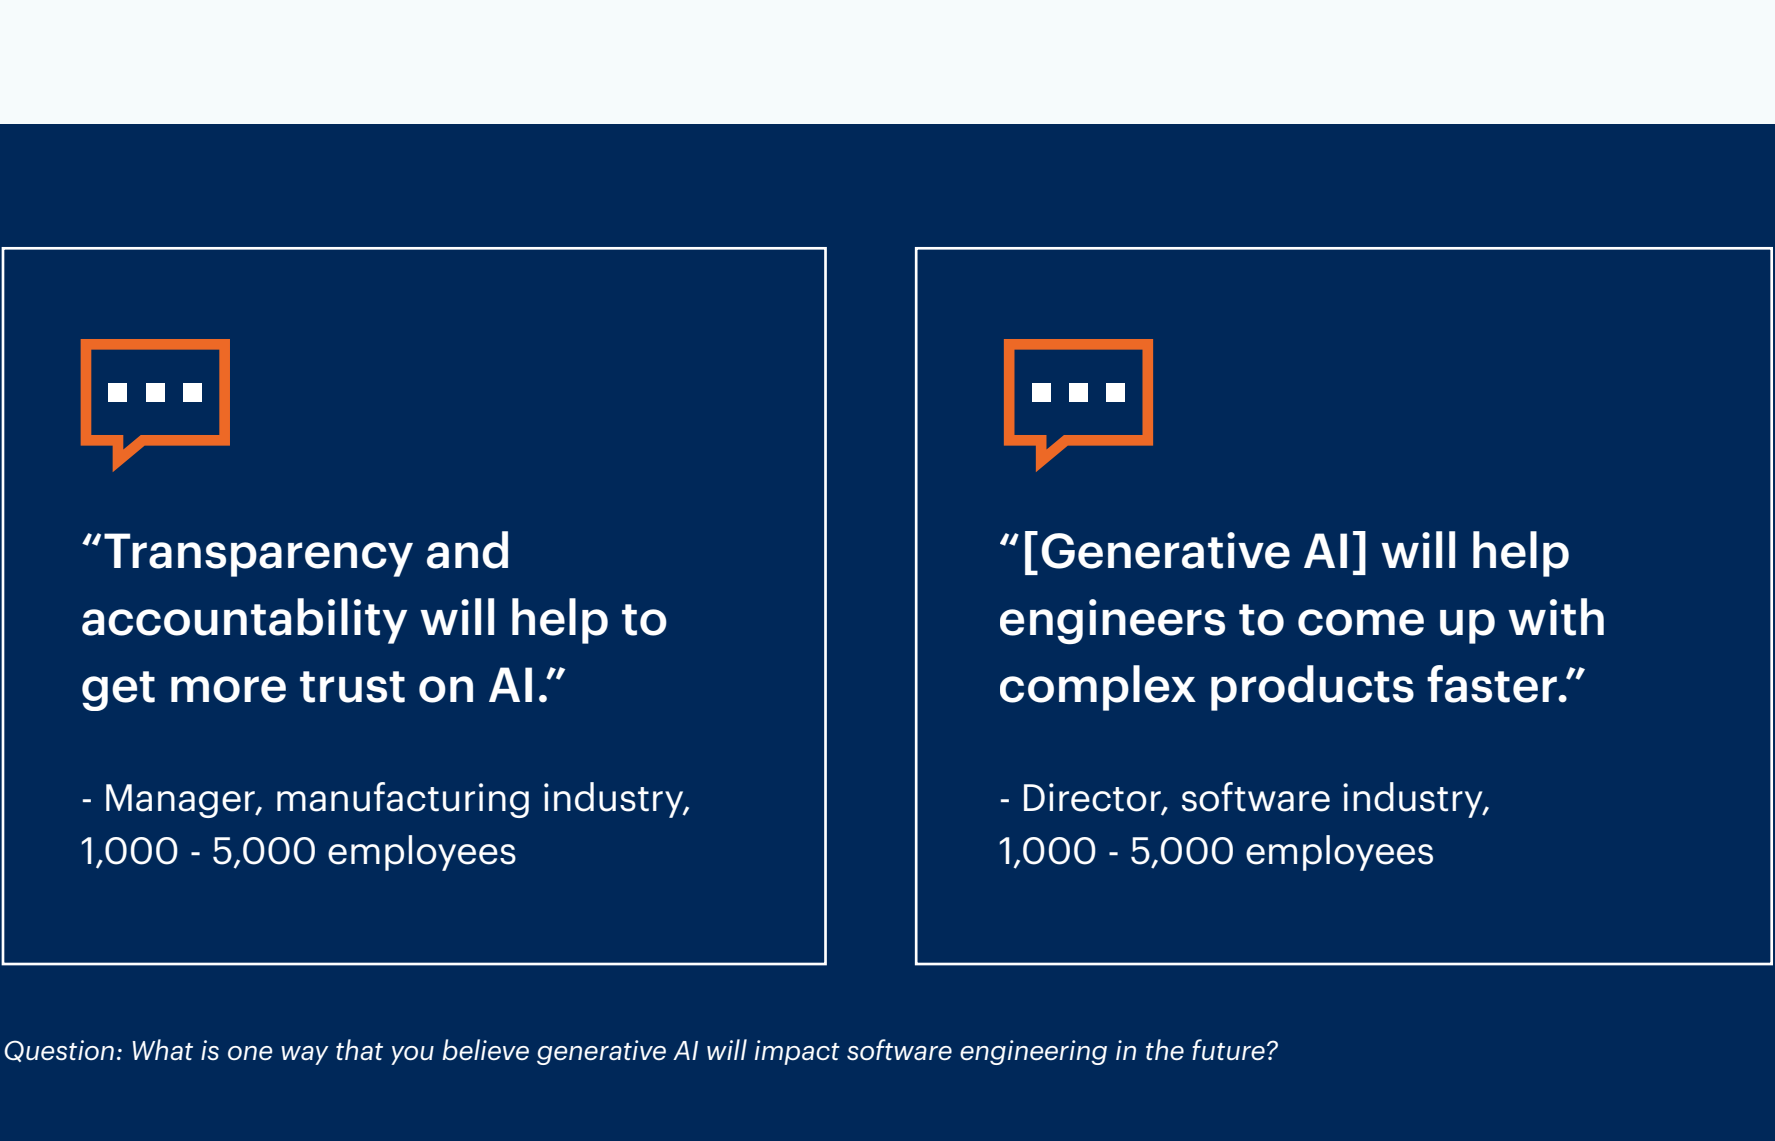 “Transparency and
accountability will help to
get more trust on AI.”
- Manager, manufacturing industry,
1,000 - 5,000 employees
“[Generative AI] will help
engineers to come up with
complex products faster.”
- Director, software industry,
1,000 - 5,000 employees
Question: What is one way that you believe generative AI will impact software engineering in the future?